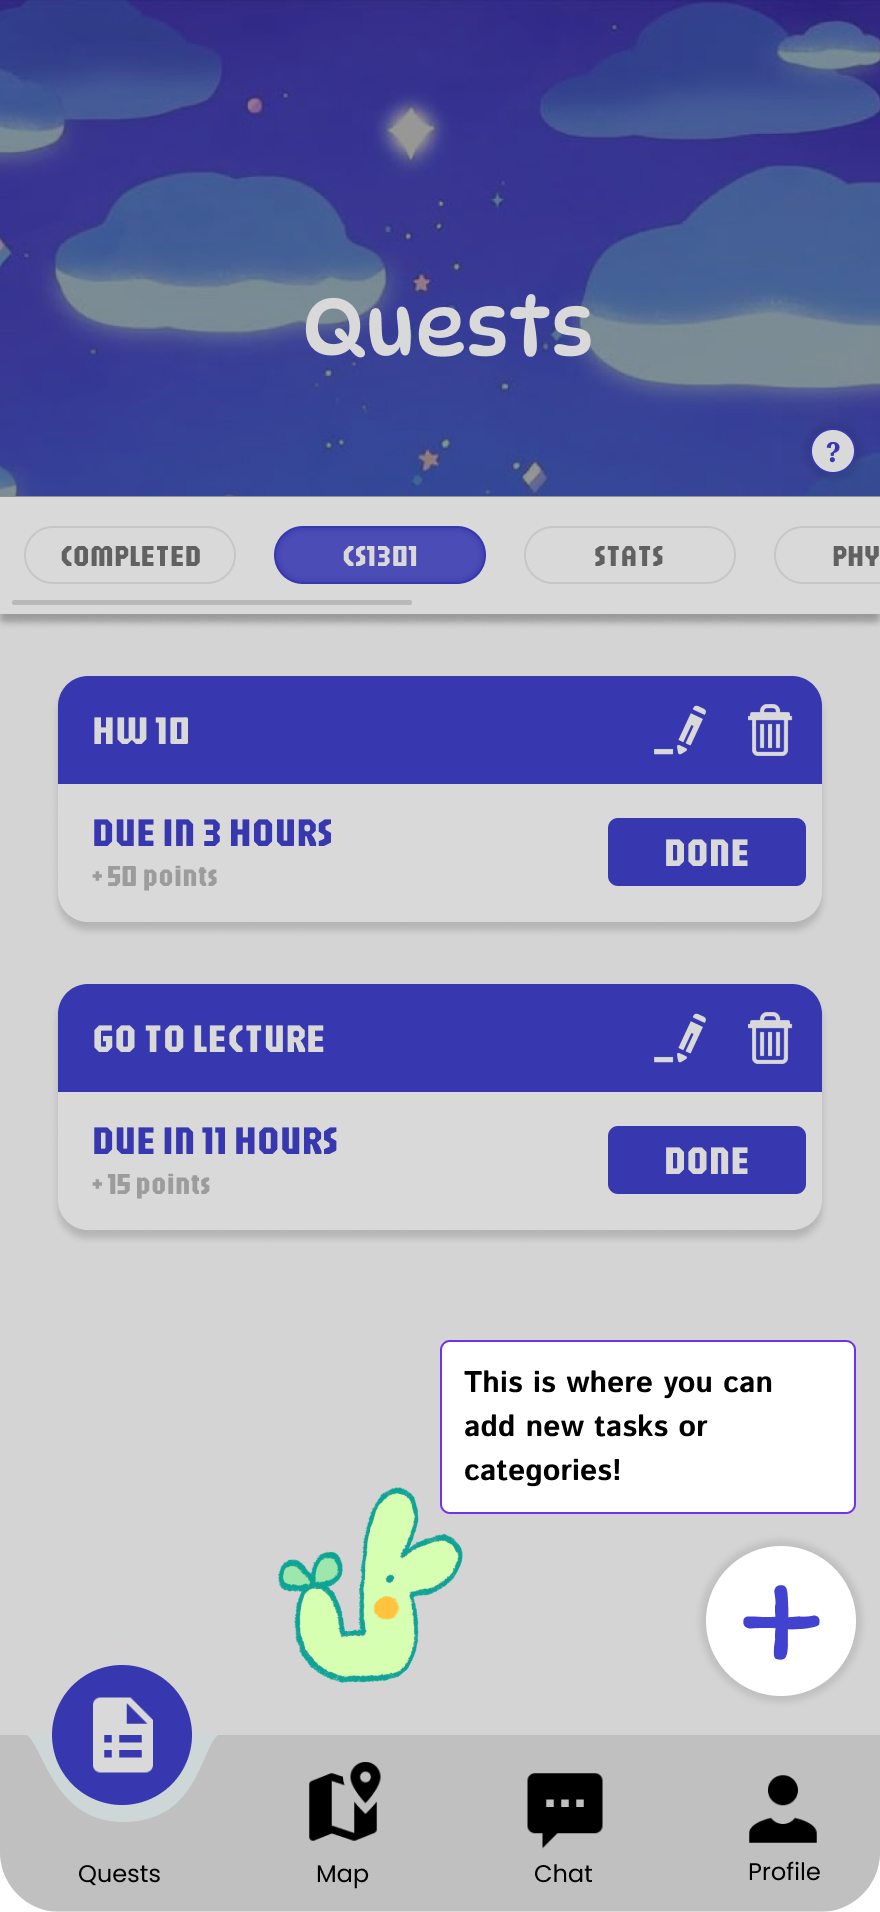 Quests
?
COMPLETED
CS1301
STATS
PHY
HW 10
DUE IN 3 HOURS
+50 points
DONE
GO TO LECTURE
DUE IN 11 HOURS
+15 points
DONE
This is where you can
add new tasks or
categories!
Quests
Map
Chat
Profile